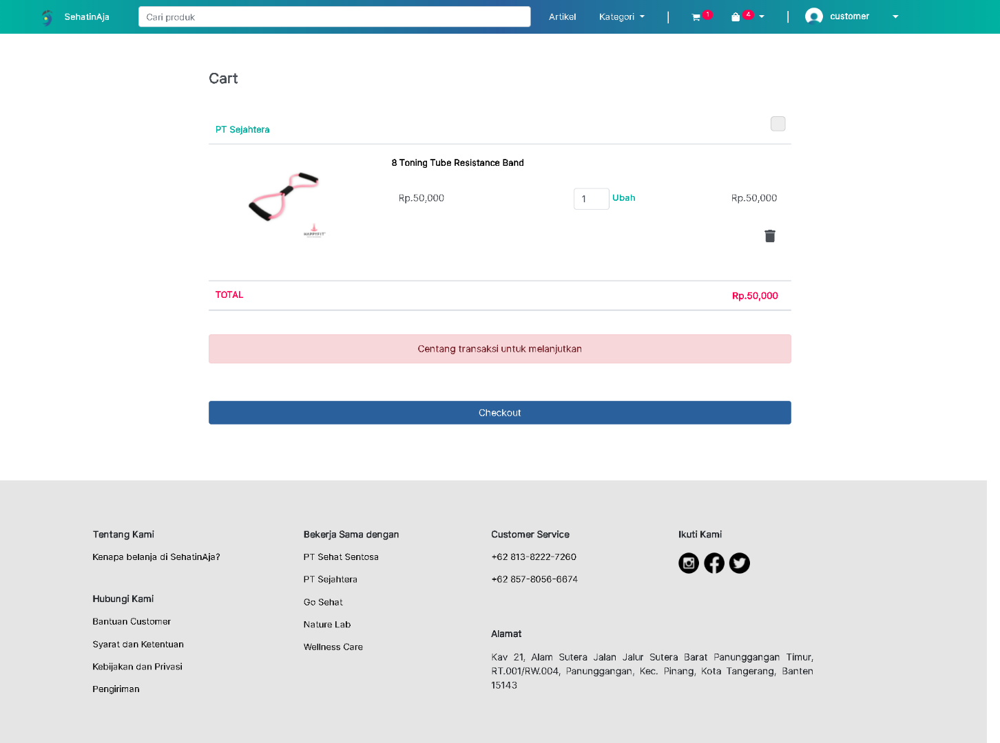 SehatinAja
Cari produk
Artikel
Kategori
1
4
customer
Cart
PT Sejahtera
8 Toning Tube Resistance Band
Rp.50,000
1
Ubah
Rp.50,000
HAPPYFIT
TOTAL
Rp.50,000
Centang transaksi untuk melanjutkan
Checkout
Tentang Kami
Kenapa belanja di SehatinAja?
Hubungi Kami
Bantuan Customer
Syarat dan Ketentuan
Kebijakan dan Privasi
Pengiriman
Bekerja Sama dengan
PT Sehat Sentosa
PT Sejahtera
Go Sehat
Nature Lab
Wellness Care
Customer Service
+62 813-8222-7260
+62 857-8056-6674
Alamat
Kav 21, Alam Sutera Jalan Jalur Sutera Barat Panunggangan Timur,
RT.001/RW.004, Panunggangan, Kec. Pinang, Kota Tangerang, Banten
15143
Ikuti Kami